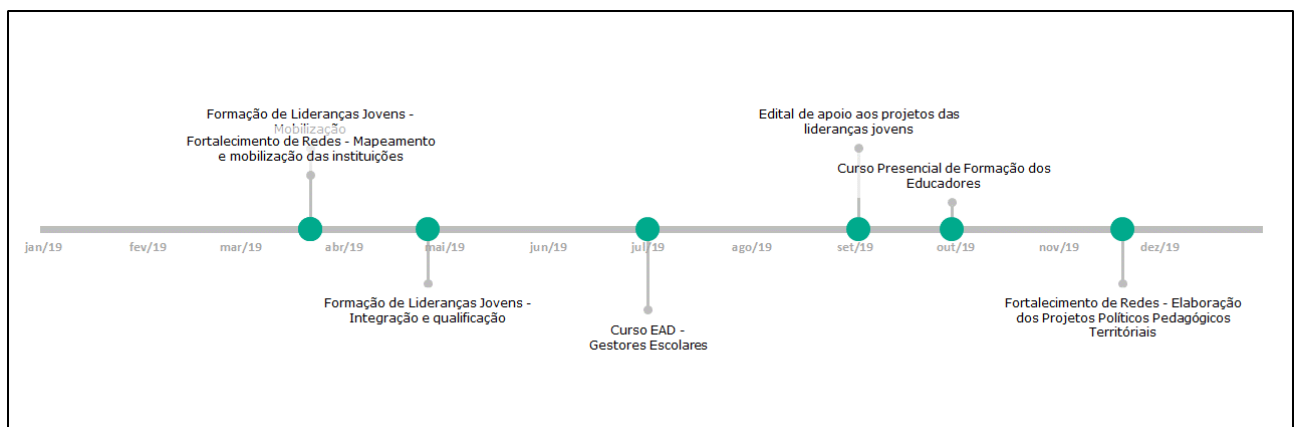 Formação de Lideranças Jovens -
Mobilização
Fortalecimento de Redes - Mapeamento
e mobilização das instituições
Edital de apoio aos projetos das
lideranças jovens
Curso Presencial de Formação dos
Educadores
jan/19 fev/19 mar/19 abr/19 mai/19 jun/19 jul/19 ago/19 set/19 out/19 nov/19 dez/19
Formação de Lideranças Jovens -
Integração e qualificação
Curso EAD -
Gestores Escolares
Fortalecimento de Redes - Elaboração
dos Projetos Políticos Pedagógicos
Territóriais